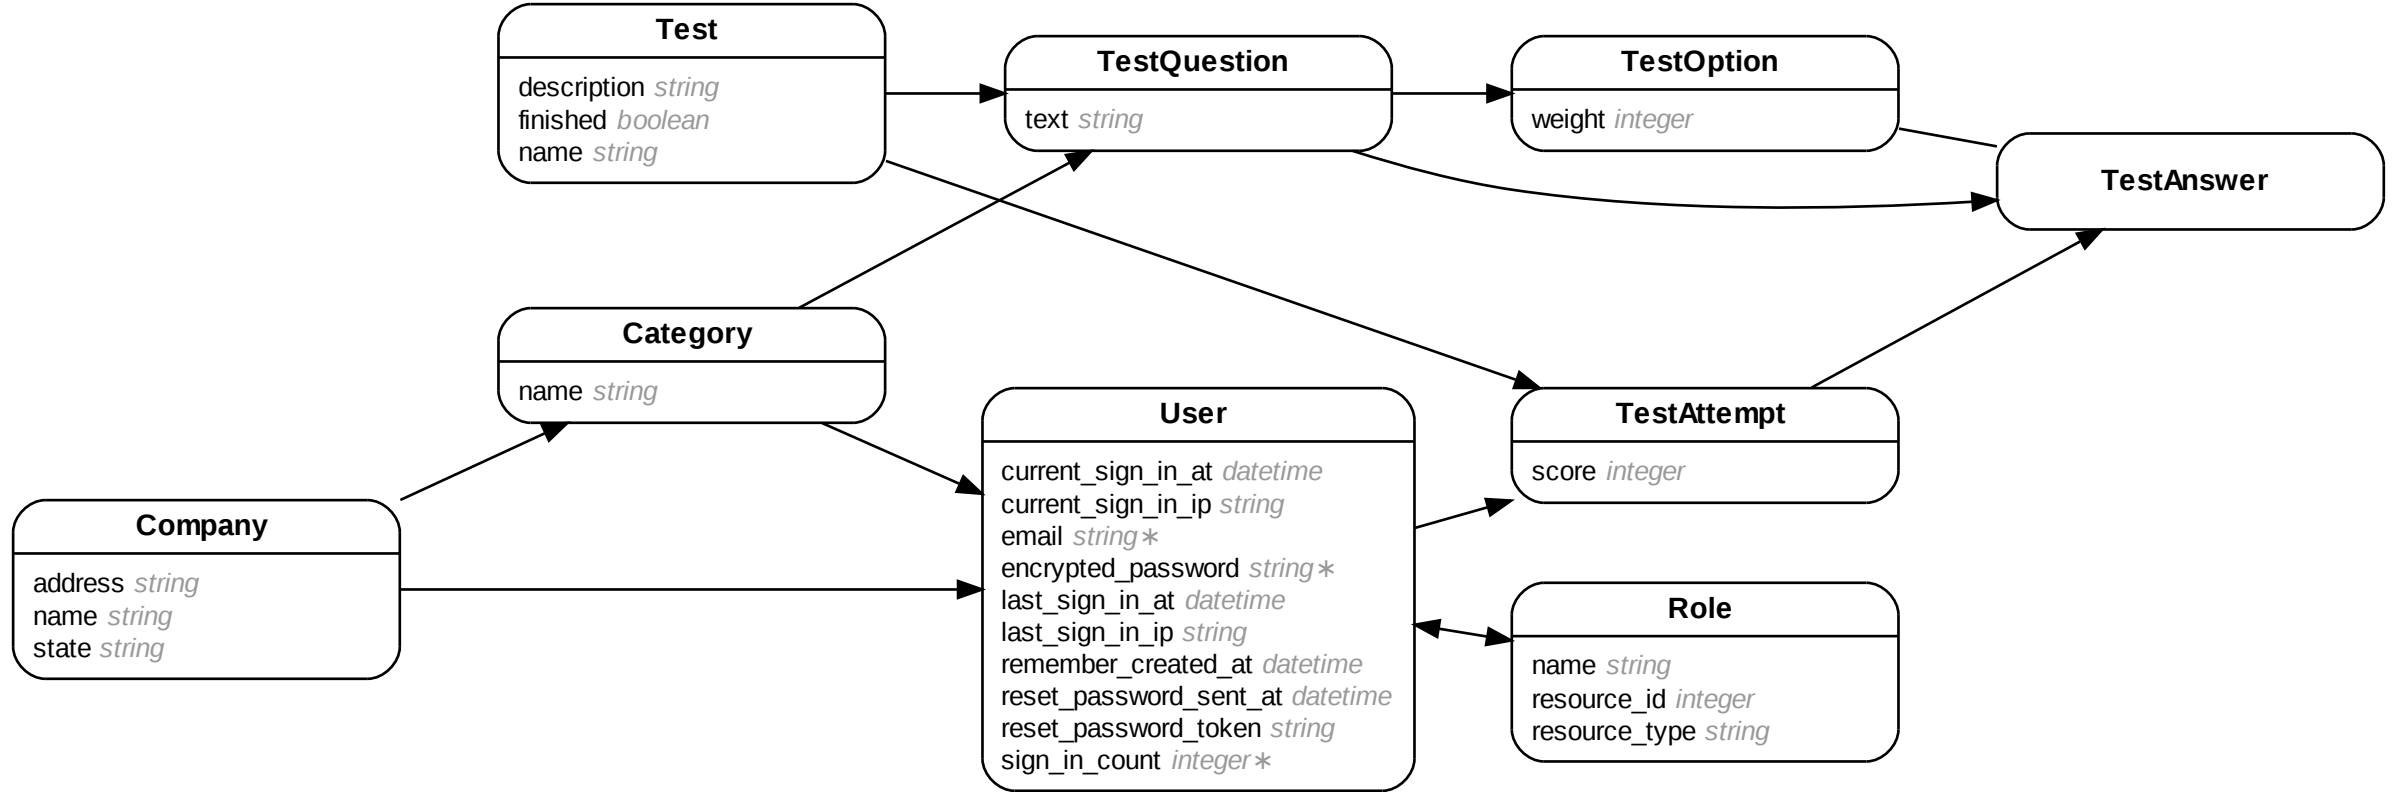 Test
description string
finished boolean
name string
TestQuestion
text string
TestOption
weight integer
TestAnswer
Category
name string
User
current_sign_in_at datetime
current_sign_in_ip string
email string∗
encrypted_password string∗
last_sign_in_at datetime
last_sign_in_ip string
remember_created_at datetime
reset_password_sent_at datetime
reset_password_token string
sign_in_count integer∗
TestAttempt
score integer
Company
address string
name string
state string
Role
name string
resource_id integer
resource_type string